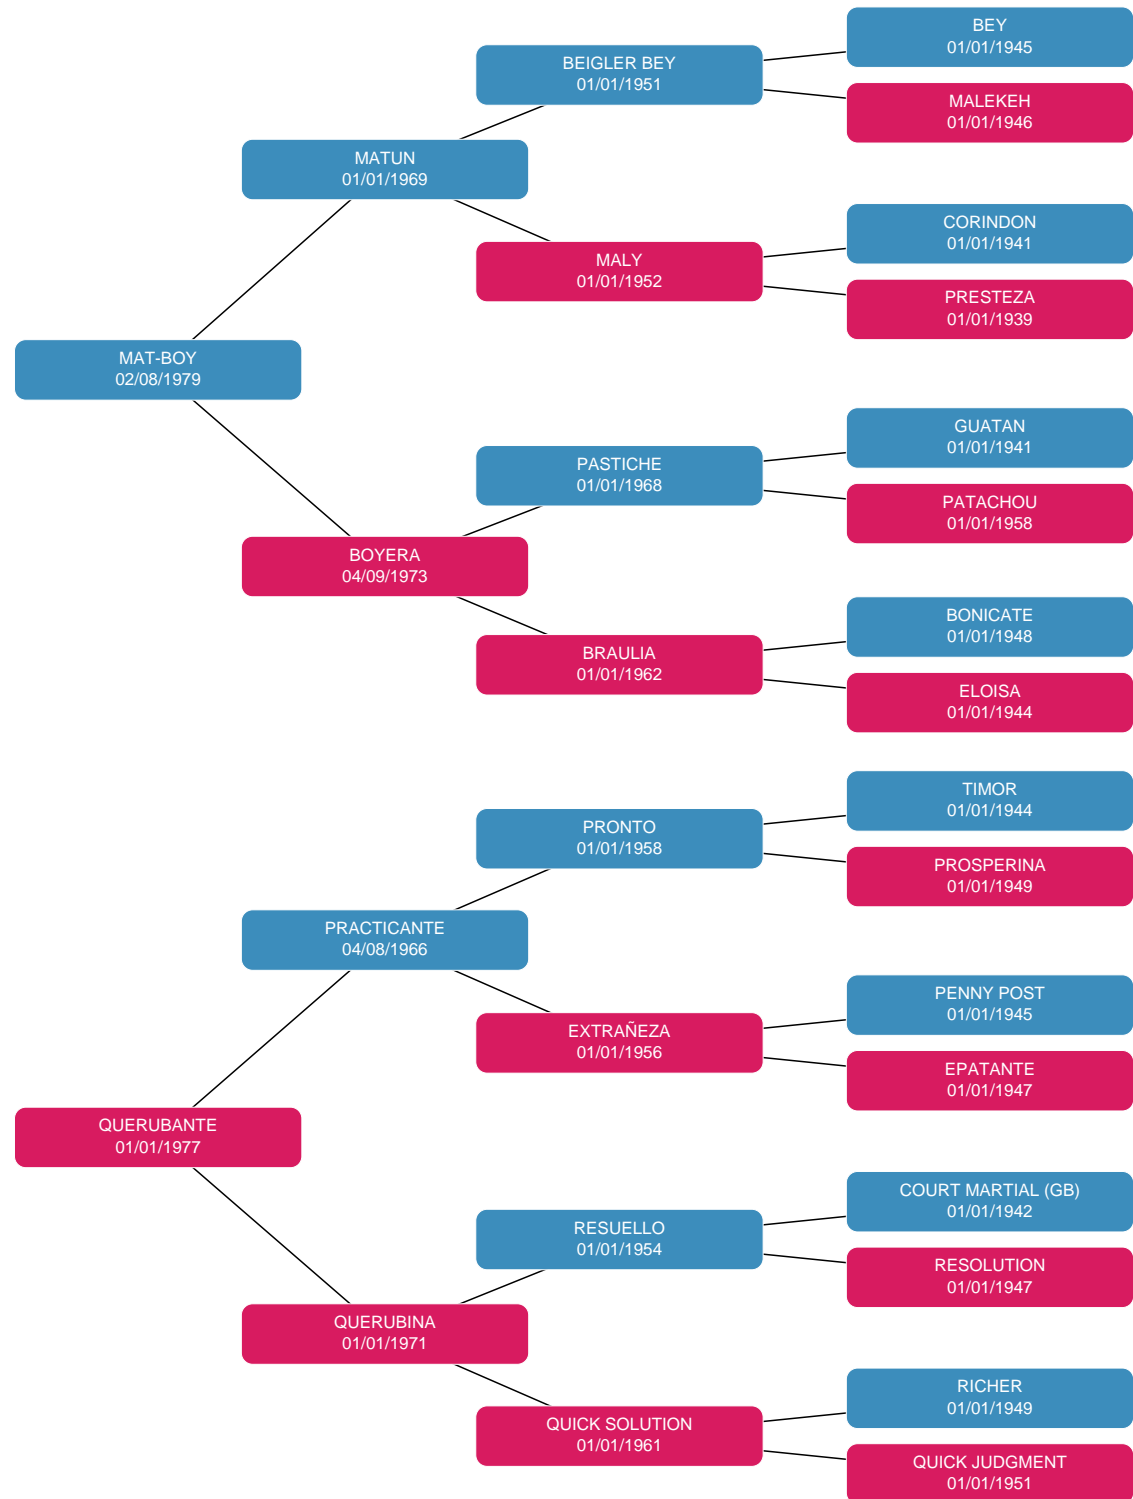 BEY
01/01/1945
BEIGLER BEY
01/01/1951
MALEKEH
01/01/1946
MATUN
01/01/1969
CORINDON
01/01/1941
MALY
01/01/1952
PRESTEZA
01/01/1939
MAT-BOY
02/08/1979
GUATAN
01/01/1941
PASTICHE
01/01/1968
PATACHOU
01/01/1958
BOYERA
04/09/1973
BONICATE
01/01/1948
BRAULIA
01/01/1962
ELOISA
01/01/1944
TIMOR
01/01/1944
PRONTO
01/01/1958
PROSPERINA
01/01/1949
PRACTICANTE
04/08/1966
PENNY POST
01/01/1945
EXTRAÑEZA
01/01/1956
EPATANTE
01/01/1947
QUERUBANTE
01/01/1977
COURT MARTIAL (GB)
01/01/1942
RESUELLO
01/01/1954
RESOLUTION
01/01/1947
QUERUBINA
01/01/1971
RICHER
01/01/1949
QUICK SOLUTION
01/01/1961
QUICK JUDGMENT
01/01/1951